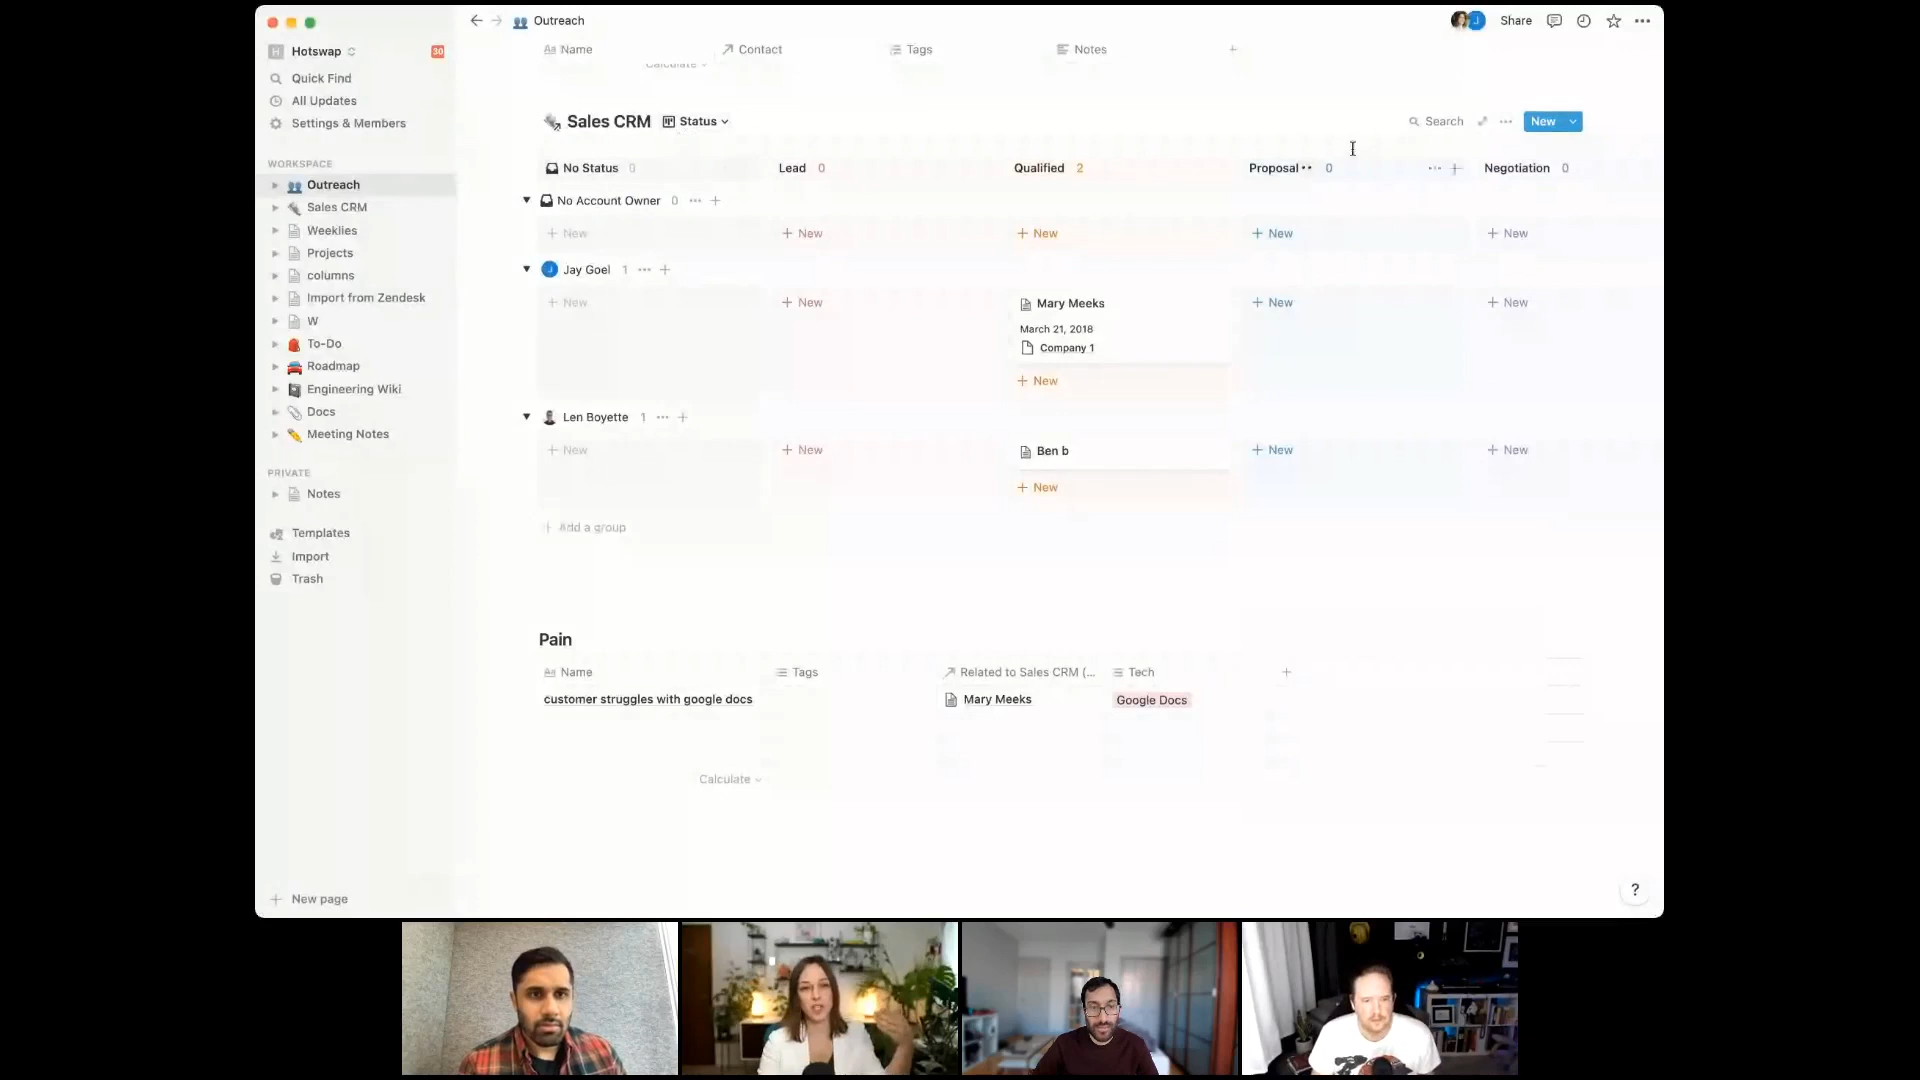 Outreach
J
Share
H
Hotswap
30
Quick Find
All Updates
Settings & Members
WORKSPACE
Outreach
Sales CRM
Weeklies
Projects
columns
Import from Zendesk
W
To-Do
Roadmap
Engineering Wiki
Docs
Meeting Notes
PRIVATE
Notes
Templates
Import
Trash
New page
Aa Name
Contact
Tags
Notes
+
Calculate
Sales CRM
Status
Search
New
No Status 0
Lead 0
Qualified 2
Proposal 0
Negotiation 0
No Account Owner 0
+ New
+ New
+ New
+ New
+ New
J
Jay Goel 1
+ New
+ New
Mary Meeks
March 21, 2018
Company 1
+ New
+ New
+ New
Len Boyette 1
+ New
+ New
Ben b
+ New
+ New
+ New
+ Add a group
Pain
Aa Name
Tags
Related to Sales CRM (...
Tech
+
customer struggles with google docs
Mary Meeks
Google Docs
Calculate
?